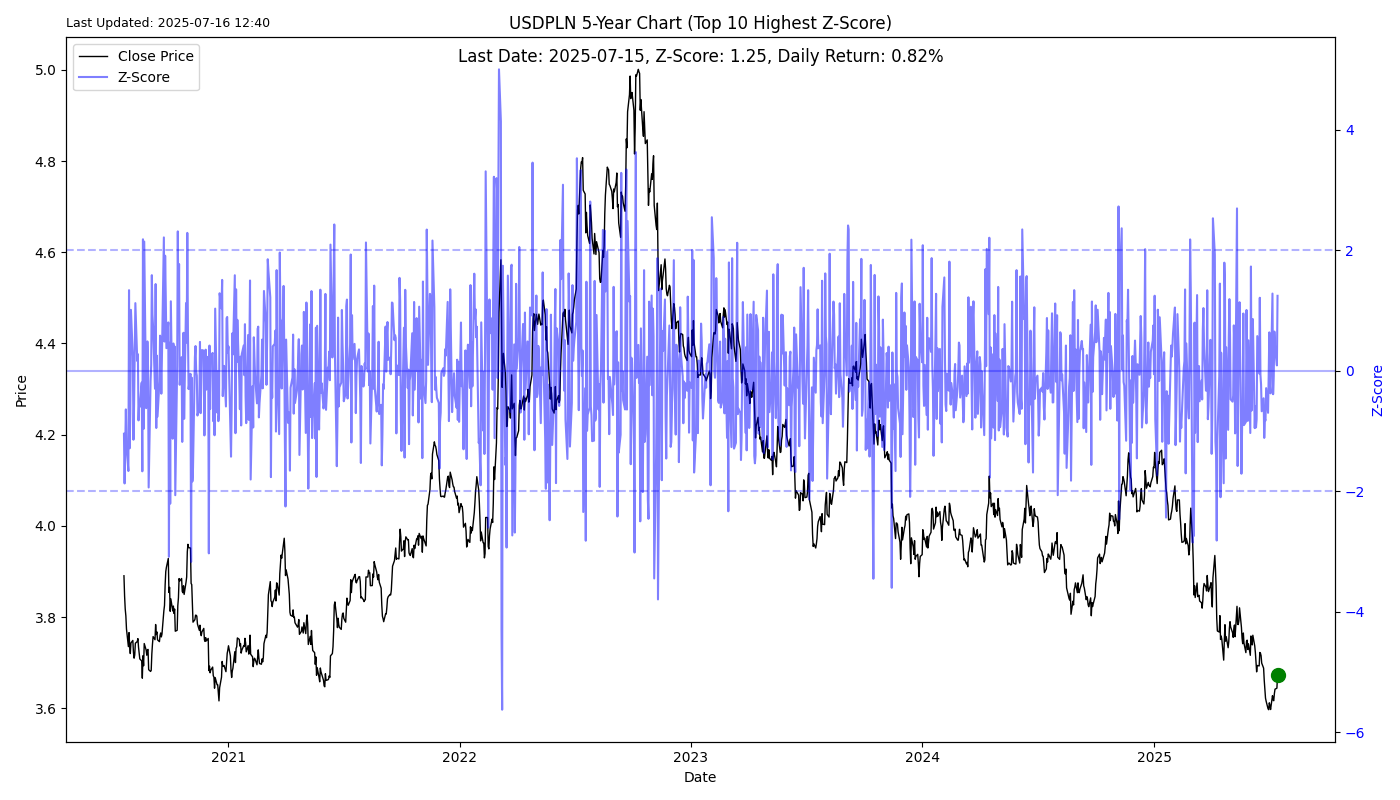 Last Updated: 2025-07-16 12:40
USDPLN 5-Year Chart (Top 10 Highest Z-Score)
Last Date: 2025-07-15, Z-Score: 1.25, Daily Return: 0.82%
Close Price
Z-Score
5.0
4.8
4.6
4.4
4.2
4.0
3.8
3.6
Price
4
2
0
−2
−4
−6
Z-Score
2021
2022
2023
2024
2025
Date